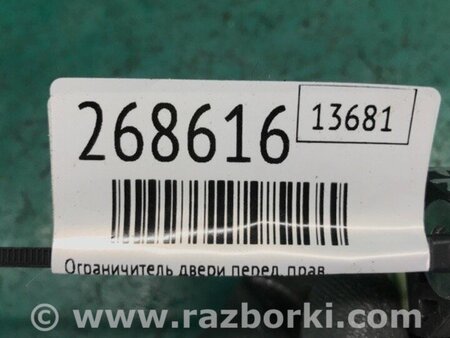 268616
13681
Ограничитель двери перед. прав.
© www.razborki.com